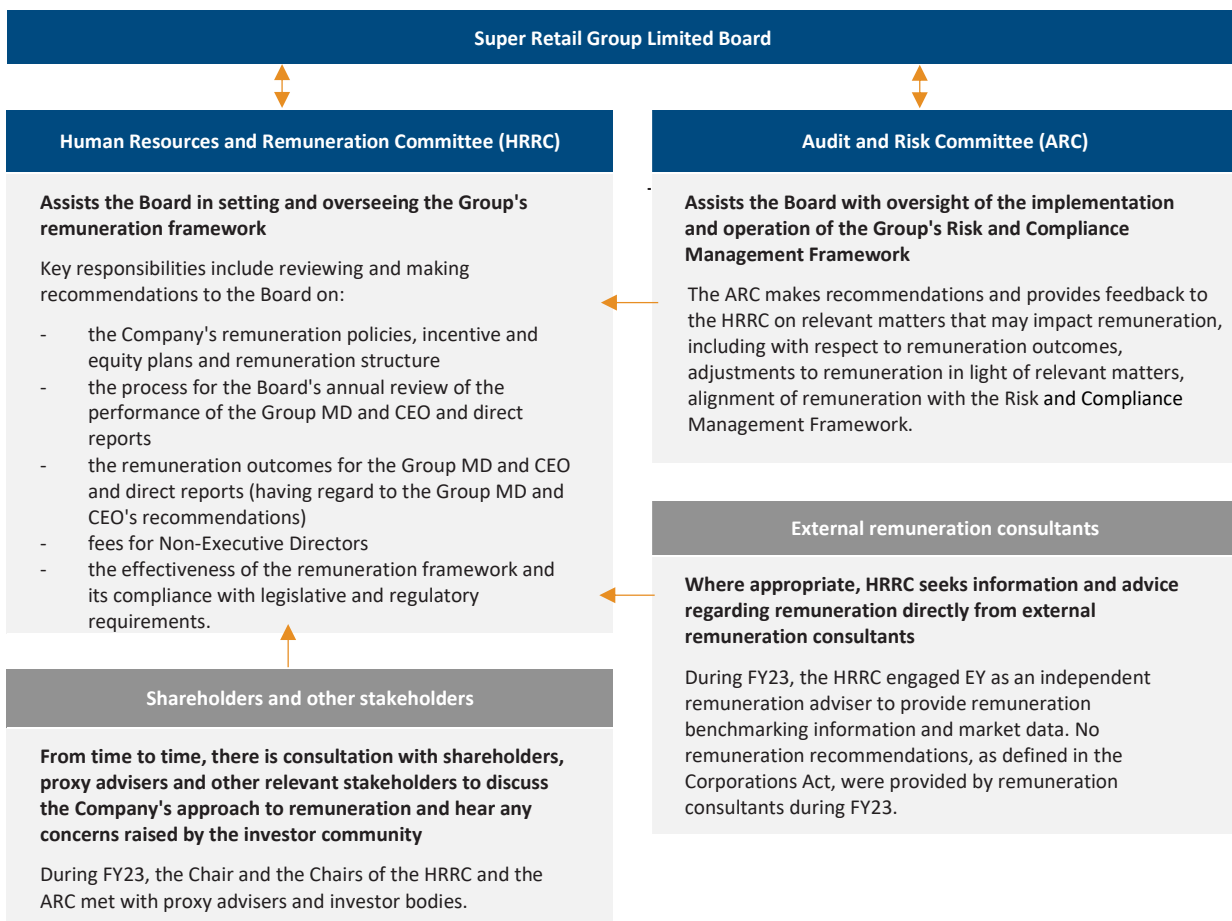 Super Retail Group Limited Board
Human Resources and Remuneration Committee (HRRC)
Assists the Board in setting and overseeing the Group's
remuneration framework
Key responsibilities include reviewing and making
recommendations to the Board on:
- the Company's remuneration policies, incentive and
equity plans and remuneration structure
- the process for the Board's annual review of the
performance of the Group MD and CEO and direct
reports
- the remuneration outcomes for the Group MD and CEO
and direct reports (having regard to the Group MD and
CEO's recommendations)
- fees for Non-Executive Directors
- the effectiveness of the remuneration framework and
its compliance with legislative and regulatory
requirements.
Shareholders and other stakeholders
From time to time, there is consultation with shareholders,
proxy advisers and other relevant stakeholders to discuss
the Company's approach to remuneration and hear any
concerns raised by the investor community
During FY23, the Chair and the Chairs of the HRRC and the
ARC met with proxy advisers and investor bodies.
Audit and Risk Committee (ARC)
Assists the Board with oversight of the implementation
and operation of the Group's Risk and Compliance
Management Framework
The ARC makes recommendations and provides feedback to
the HRRC on relevant matters that may impact remuneration,
including with respect to remuneration outcomes,
adjustments to remuneration in light of relevant matters,
alignment of remuneration with the Risk and Compliance
Management Framework.
External remuneration consultants
Where appropriate, HRRC seeks information and advice
regarding remuneration directly from external
remuneration consultants
During FY23, the HRRC engaged EY as an independent
remuneration adviser to provide remuneration
benchmarking information and market data. No
remuneration recommendations, as defined in the
Corporations Act, were provided by remuneration
consultants during FY23.